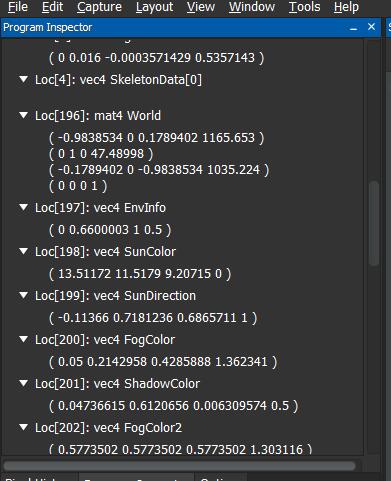 File Edit Capture Layout View Window Tools Help
Program Inspector
( 0 0.016 -0.0003571429 0.5357143 )
Loc[4]: vec4 SkeletonData[0]
Loc[196]: mat4 World
( -0.9838534 0 0.1789402 1165.653 )
( 0 1 0 47.48998 )
( -0.1789402 0 -0.9838534 1035.224 )
( 0 0 0 1 )
Loc[197]: vec4 EnvInfo
( 0 0.6600003 1 0.5 )
Loc[198]: vec4 SunColor
( 13.51172 11.5179 9.20715 0 )
Loc[199]: vec4 SunDirection
( -0.11366 0.7181236 0.6865711 1 )
Loc[200]: vec4 FogColor
( 0.05 0.2142958 0.4285888 1.362341 )
Loc[201]: vec4 ShadowColor
( 0.04736615 0.6120656 0.006309574 0.5 )
Loc[202]: vec4 FogColor2
( 0.5773502 0.5773502 0.5773502 1.303116 )